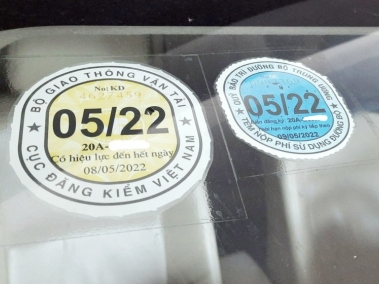 BỘ GIAO THÔNG VẬN TẢI
No: KD
05/22
20A-
Có hiệu lực đến hết ngày
08/05/2022
CỤC ĐĂNG KIỂM VIỆT NAM
QUỸ BẢO TRÌ ĐƯỜNG BỘ TRUNG ƯƠNG
05/22
20A-
09/05/2022
TEM NỘP PHÍ SỬ DỤNG ĐƯỜNG BỘ